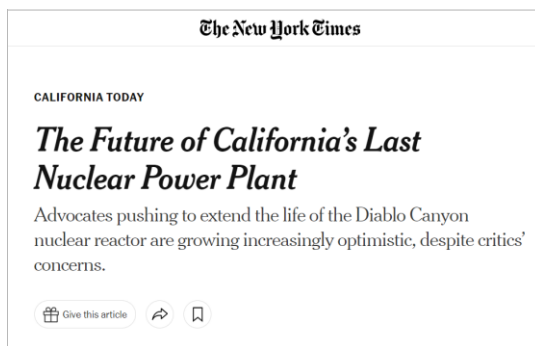 The New York Times
CALIFORNIA TODAY
The Future of California's Last
Nuclear Power Plant
Advocates pushing to extend the life of the Diablo Canyon
nuclear reactor are growing increasingly optimistic, despite critics'
concerns.
Give this article